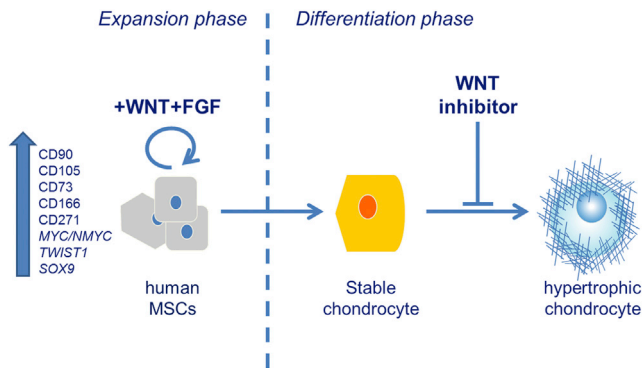 Expansion phase
Differentiation phase
+WNT+FGF
WNT
inhibitor
CD90
CD105
CD73
CD166
CD271
MYC/NMYC
TWIST1
SOX9
human
MSCs
Stable
chondrocyte
hypertrophic
chondrocyte